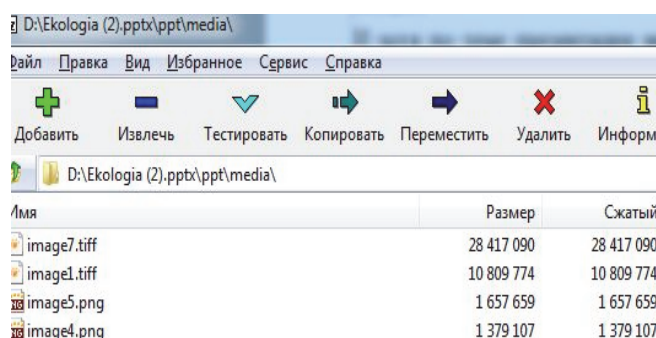 D:\Ekologia (2).pptx\ppt\media\
Файл Правка Вид Избранное Сервис Справка
Добавить Извлечь Тестировать Копировать Переместить Удалить Информ
D:\Ekologia (2).pptx\ppt\media\
Имя Размер Сжатый
image7.tiff 28 417 090 28 417 090
image1.tiff 10 809 774 10 809 774
image5.png 1 657 659 1 657 659
image4.png 1 379 107 1 379 107